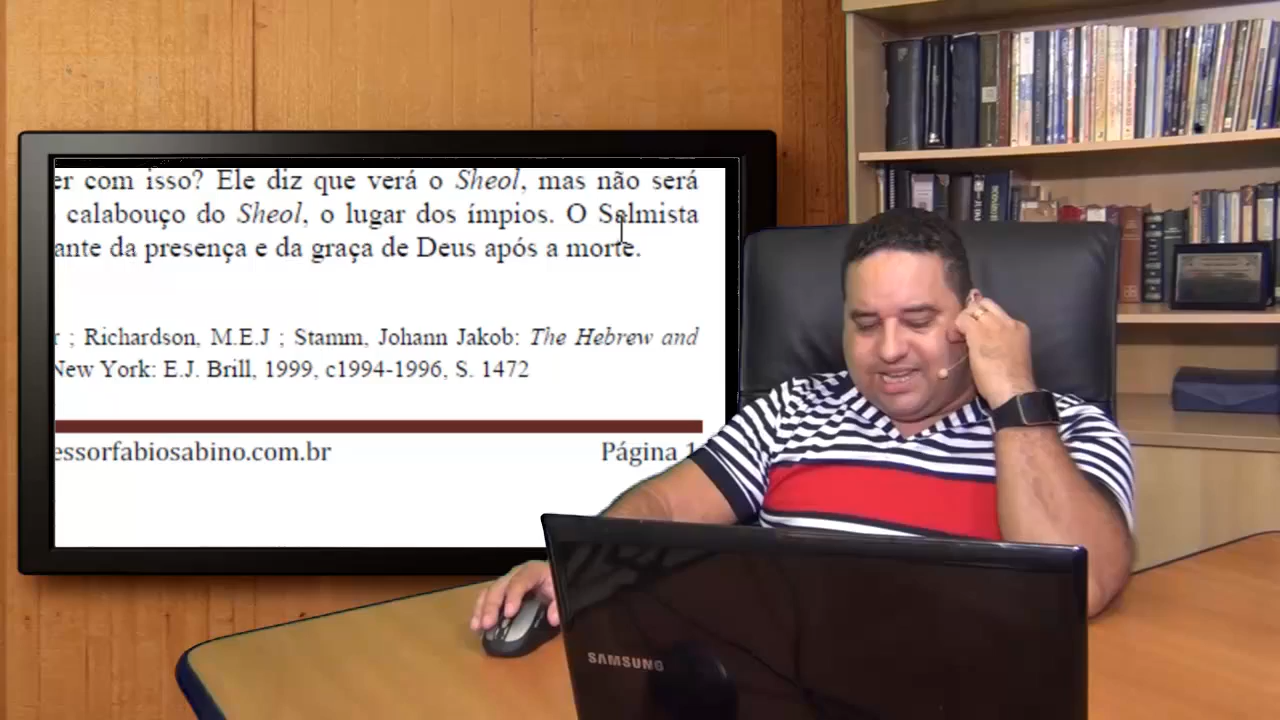 er com isso? Ele diz que verá o Sheol, mas não será
calabouço do Sheol, o lugar dos ímpios. O Salmista
ante da presença e da graça de Deus após a morte.
r ; Richardson, M.E.J ; Stamm, Johann Jakob: The Hebrew and
New York: E.J. Brill, 1999, c1994-1996, S. 1472
essorfabiosabino.com.br
Página 1
SAMSUNG